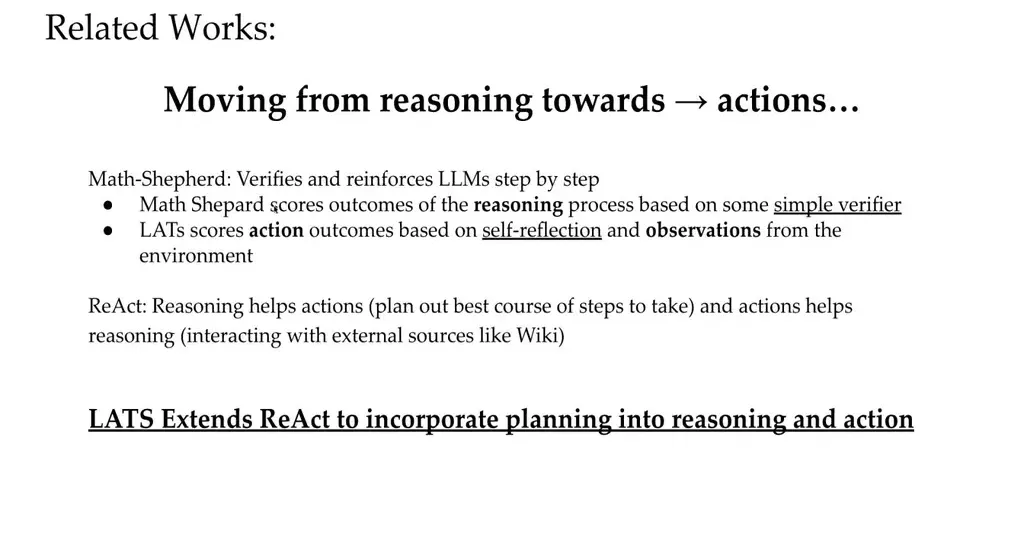 Related Works:
Moving from reasoning towards → actions…
Math-Shepherd: Verifies and reinforces LLMs step by step
● Math Shepard scores outcomes of the reasoning process based on some simple verifier
● LATs scores action outcomes based on self-reflection and observations from the
environment
ReAct: Reasoning helps actions (plan out best course of steps to take) and actions helps
reasoning (interacting with external sources like Wiki)
LATS Extends ReAct to incorporate planning into reasoning and action